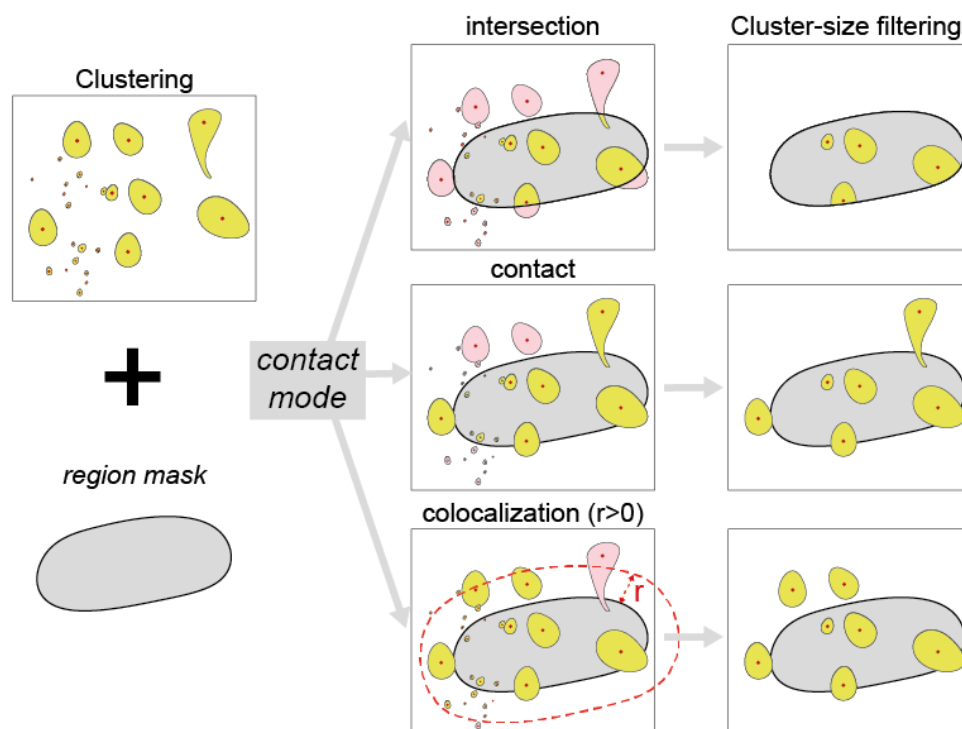 intersection
Cluster-size filtering
Clustering
contact
contact
mode
region mask
colocalization (r>0)
r